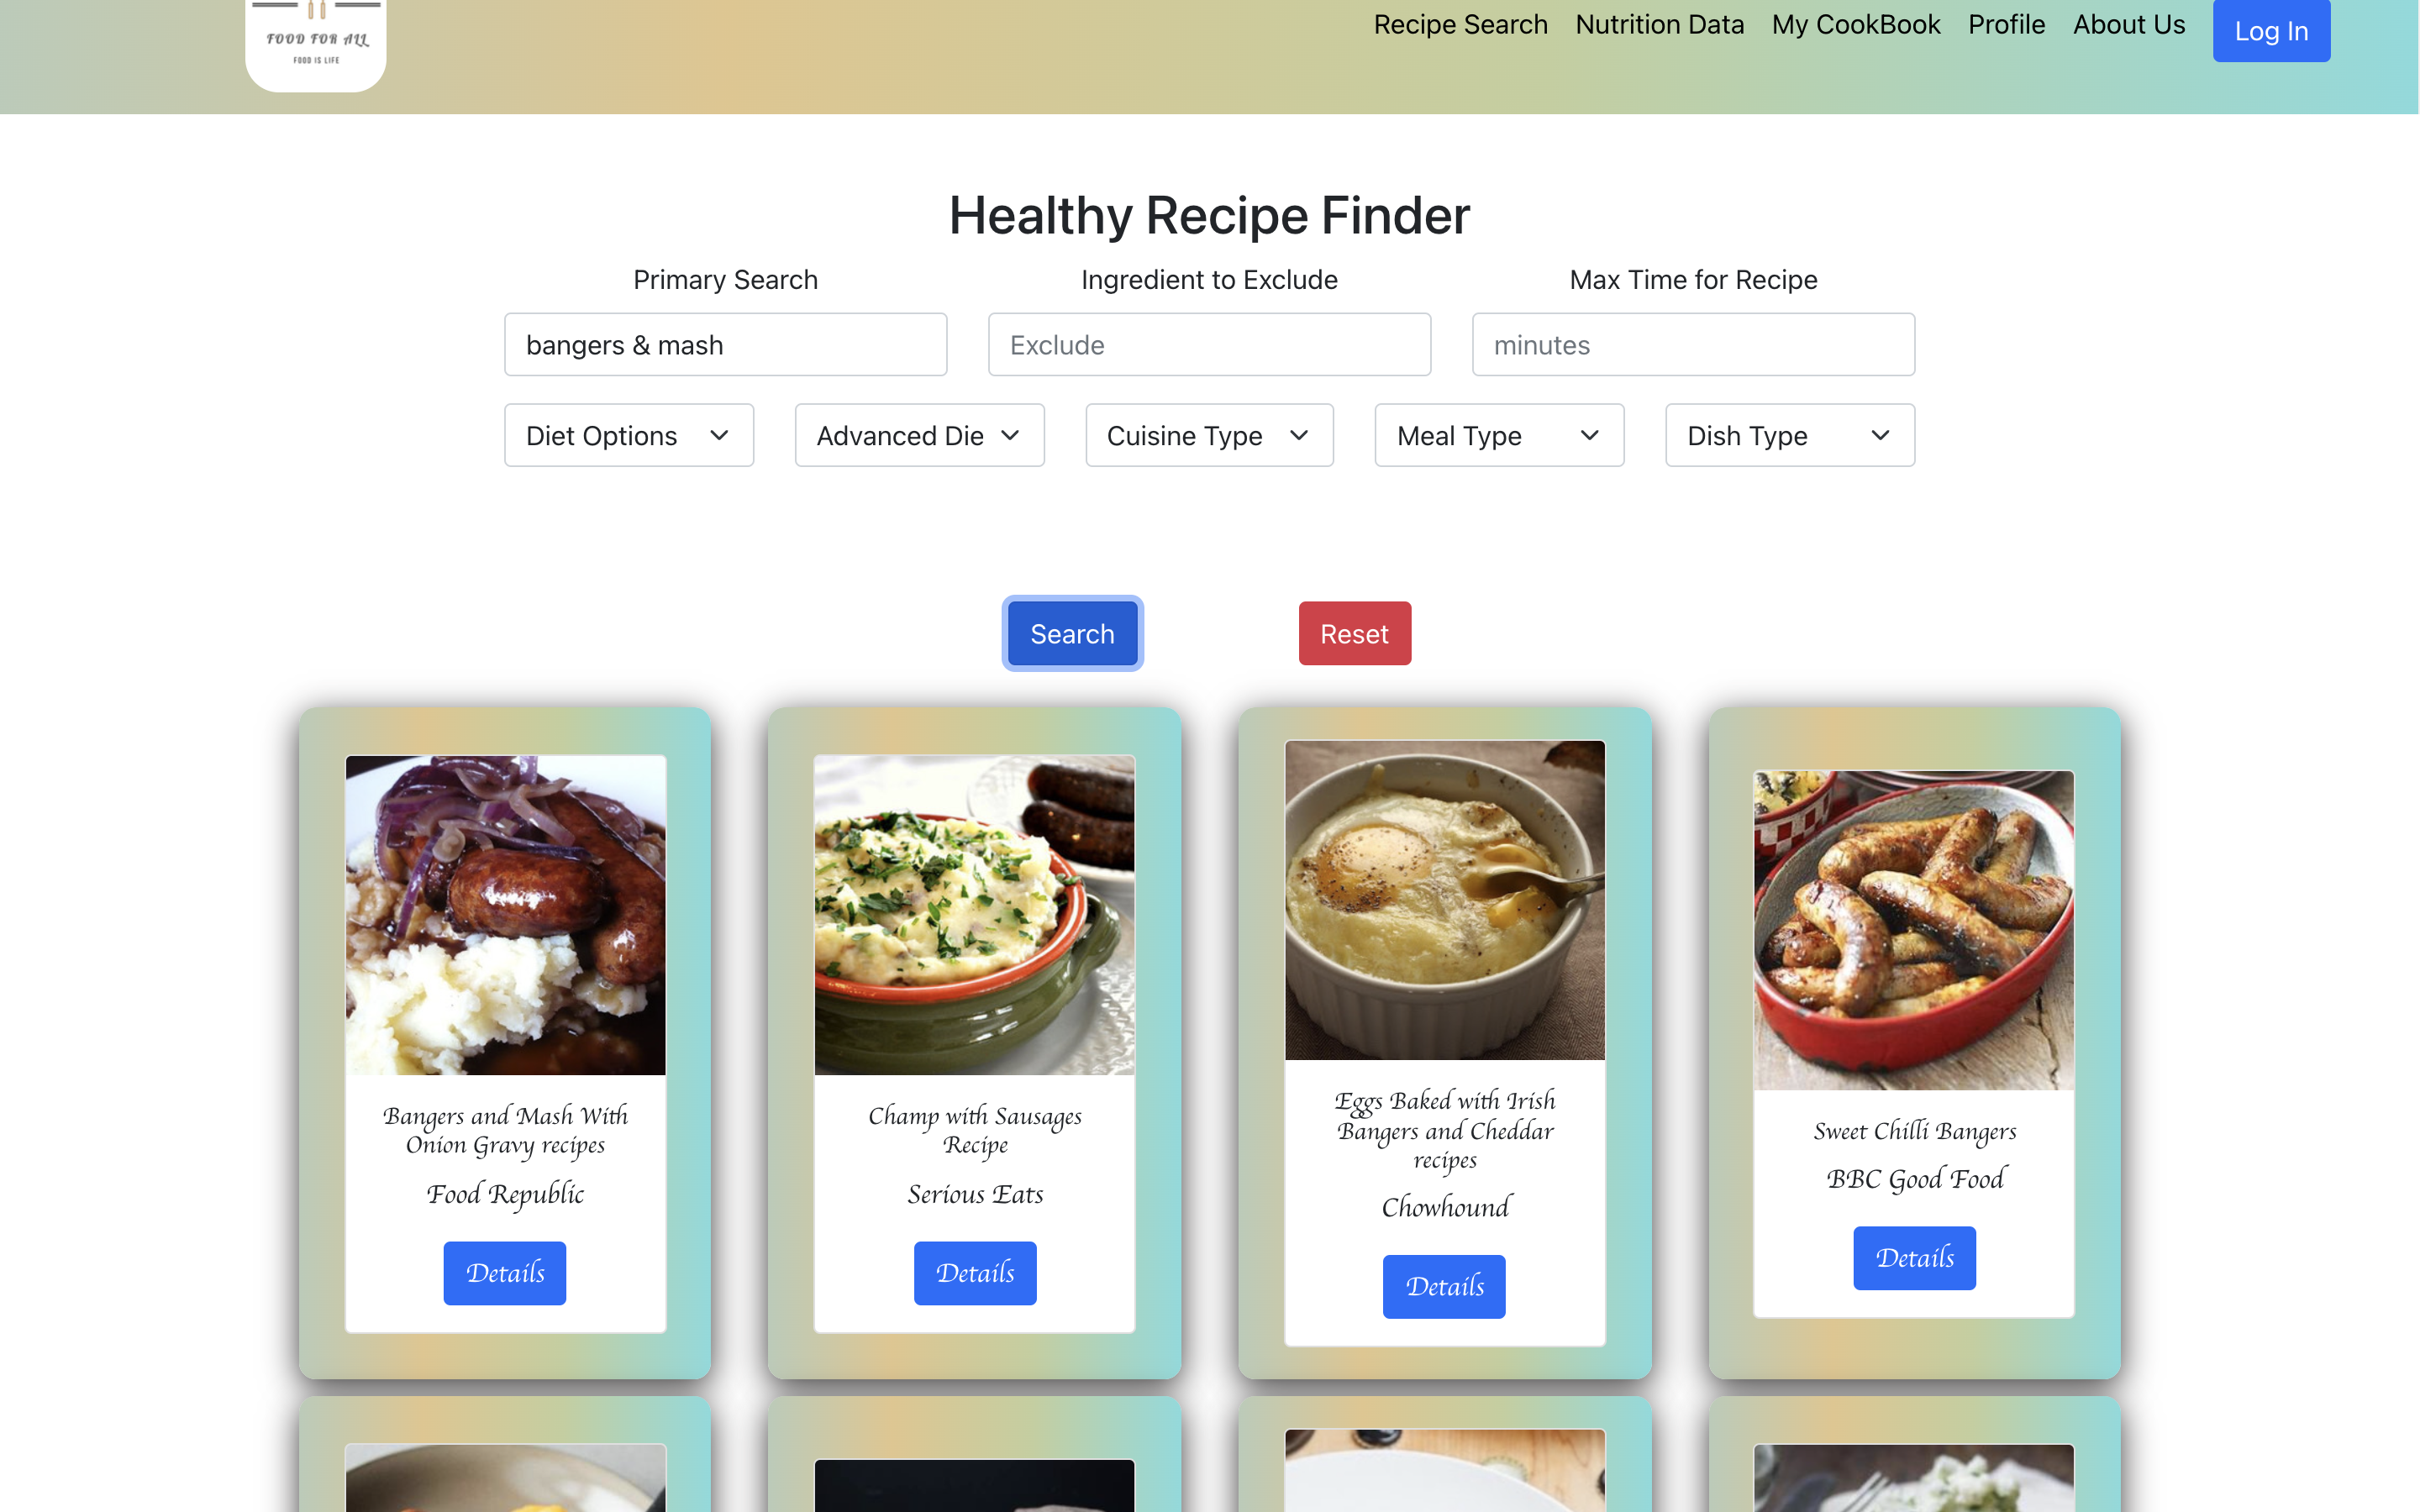 FOOD FOR ALL
FOOD IS LIFE
Recipe Search Nutrition Data My CookBook Profile About Us Log In
Healthy Recipe Finder
Primary Search Ingredient to Exclude Max Time for Recipe
bangers & mash Exclude minutes
Diet Options Advanced Die Cuisine Type Meal Type Dish Type
Search Reset
Bangers and Mash With
Onion Gravy recipes
Food Republic
Details
Champ with Sausages
Recipe
Serious Eats
Details
Eggs Baked with Irish
Bangers and Cheddar
recipes
Chowhound
Details
Sweet Chilli Bangers
BBC Good Food
Details